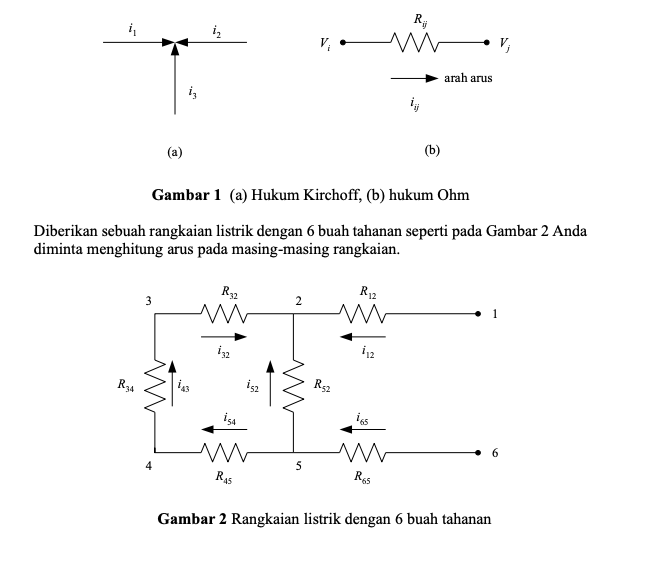 i₁ i₂ Rᵢⱼ
Vᵢ Vⱼ
arah arus
i₃ iᵢⱼ
(a) (b)
Gambar 1 (a) Hukum Kirchoff, (b) hukum Ohm
Diberikan sebuah rangkaian listrik dengan 6 buah tahanan seperti pada Gambar 2 Anda
diminta menghitung arus pada masing-masing rangkaian.
R₃₂ R₁₂
3 2 1
i₃₂ i₁₂
R₃₄ i₄₃ i₅₂ R₅₂
i₅₄ i₆₅
4 5 6
R₄₅ R₆₅
Gambar 2 Rangkaian listrik dengan 6 buah tahanan